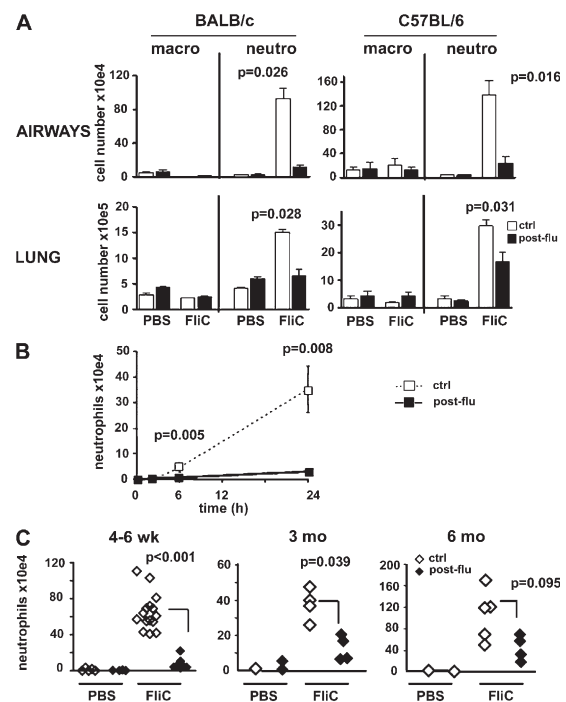 A
BALB/c
C57BL/6
macro
neutro
macro
neutro
AIRWAYS
cell number x10e4
120
80
40
0
p=0.026
160
120
80
40
0
p=0.016
LUNG
cell number x10e5
20
15
10
5
0
p=0.028
30
20
10
0
p=0.031
ctrl
post-flu
PBS
FliC
PBS
FliC
PBS
FliC
PBS
FliC
B
neutrophils x10e4
50
40
30
20
10
0
p=0.005
p=0.008
ctrl
post-flu
0
6
12
18
24
time (h)
C
4-6 wk
3 mo
6 mo
neutrophils x10e4
120
80
40
0
p<0.001
60
40
20
0
p=0.039
200
160
120
80
40
0
ctrl
post-flu
p=0.095
PBS
FliC
PBS
FliC
PBS
FliC